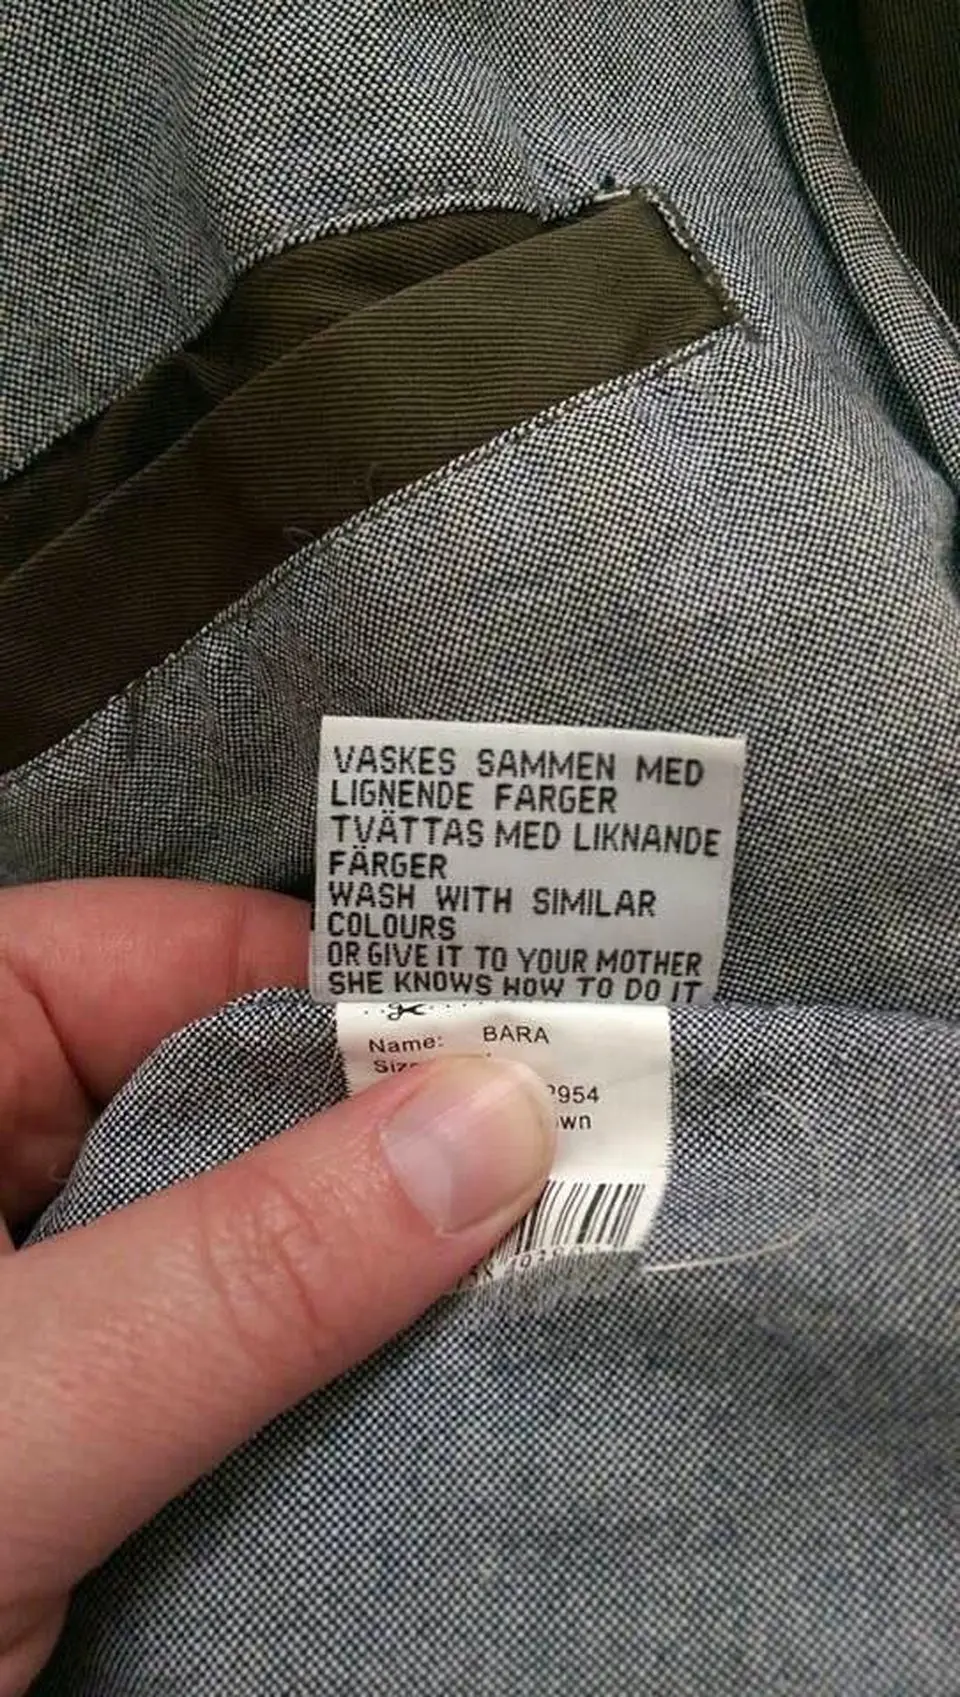 VASKES SAMMEN MED
LIGNENDE FARGER
TVÄTTAS MED LIKNANDE
FÄRGER
WASH WITH SIMILAR
COLOURS
OR GIVE IT TO YOUR MOTHER
SHE KNOWS HOW TO DO IT
Name: BARA